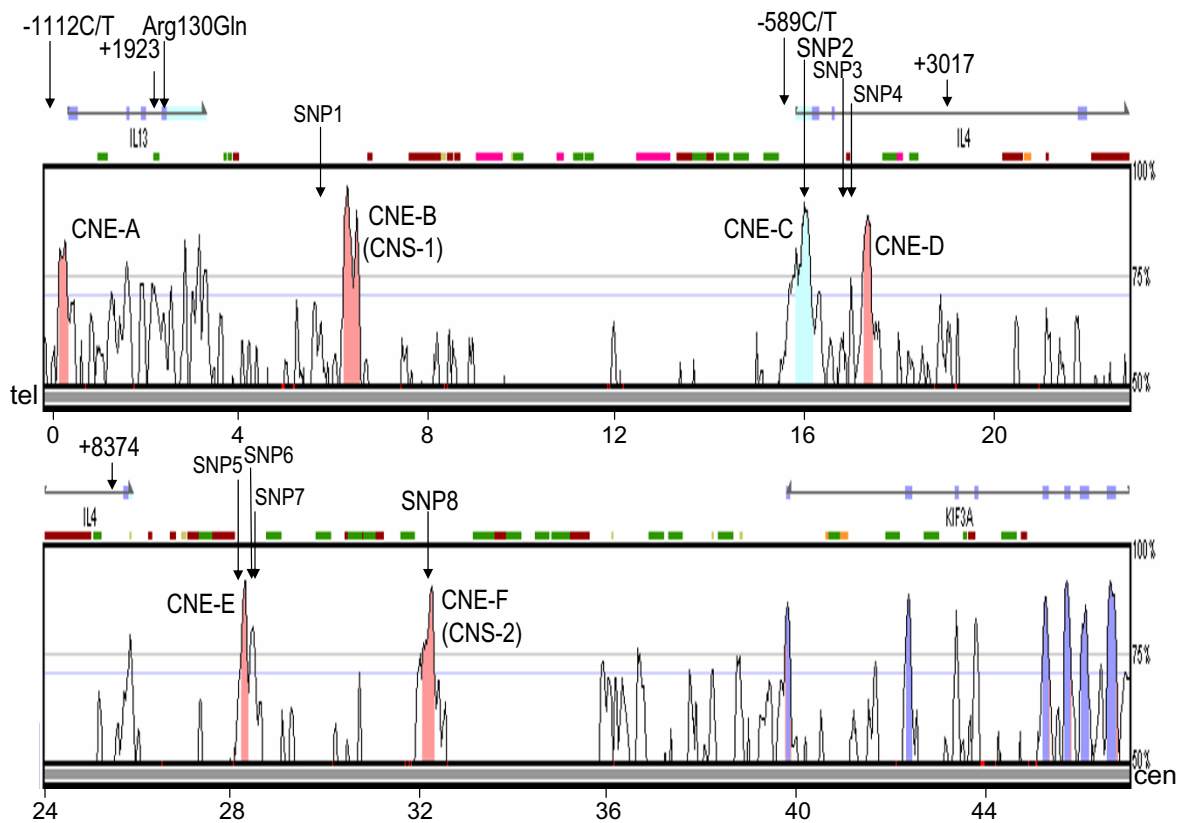 -1112C/T Arg130Gln -589C/T
+1923 SNP2
SNP3 +3017
SNP1 SNP4
IL13 IL4
100%
CNE-A CNE-B CNE-C CNE-D
(CNS-1)
75%
50%
tel
0 4 8 12 16 20
+8374 SNP5 SNP6
SNP7 SNP8
IL4 KIF3A
100%
CNE-E CNE-F
(CNS-2)
75%
50%
cen
24 28 32 36 40 44